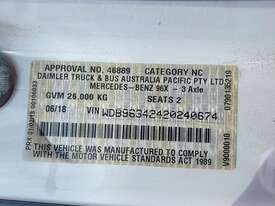 APPROVAL NO. 46889 CATEGORY NC
DAIMLER TRUCK & BUS AUSTRALIA PACIFIC PTY LTD
MERCEDES-BENZ 96X - 3 Axle
GVM 26.000 KG SEATS 2
06/18 VIN WDB96342420240674
THIS VEHICLE WAS MANUFACTURED TO COMPLY
WITH THE MOTOR VEHICLE STANDARDS ACT 1989